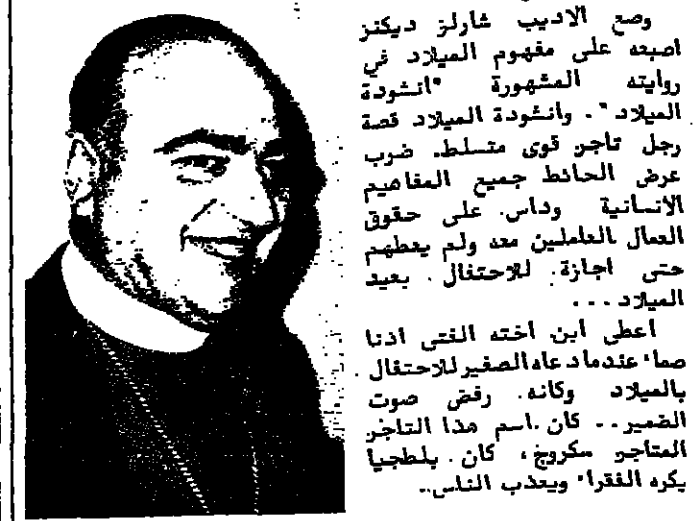 وضع الاديب شارلز ديكنز
اصبعه على مفهوم الميلاد في
روايته المشهورة "انشودة
الميلاد". وانشودة الميلاد قصة
رجل تاجر قوى متسلط. ضرب
عرض الحائط جميع المفاهيم
الانسانية وداس على حقوق
العمال العاملين معه ولم يعطهم
حتى اجازة للاحتفال بعيد
الميلاد ...
اعطى ابن اخته الفتى اذنا
صماء عندما دعاه الصغير للاحتفال
بالميلاد وكانه رفض صوت
الضمير .. كان اسم هذا التاجر
المتاجر سكروج، كان بلطجيا
يكره الفقراء ويعذب الناس..